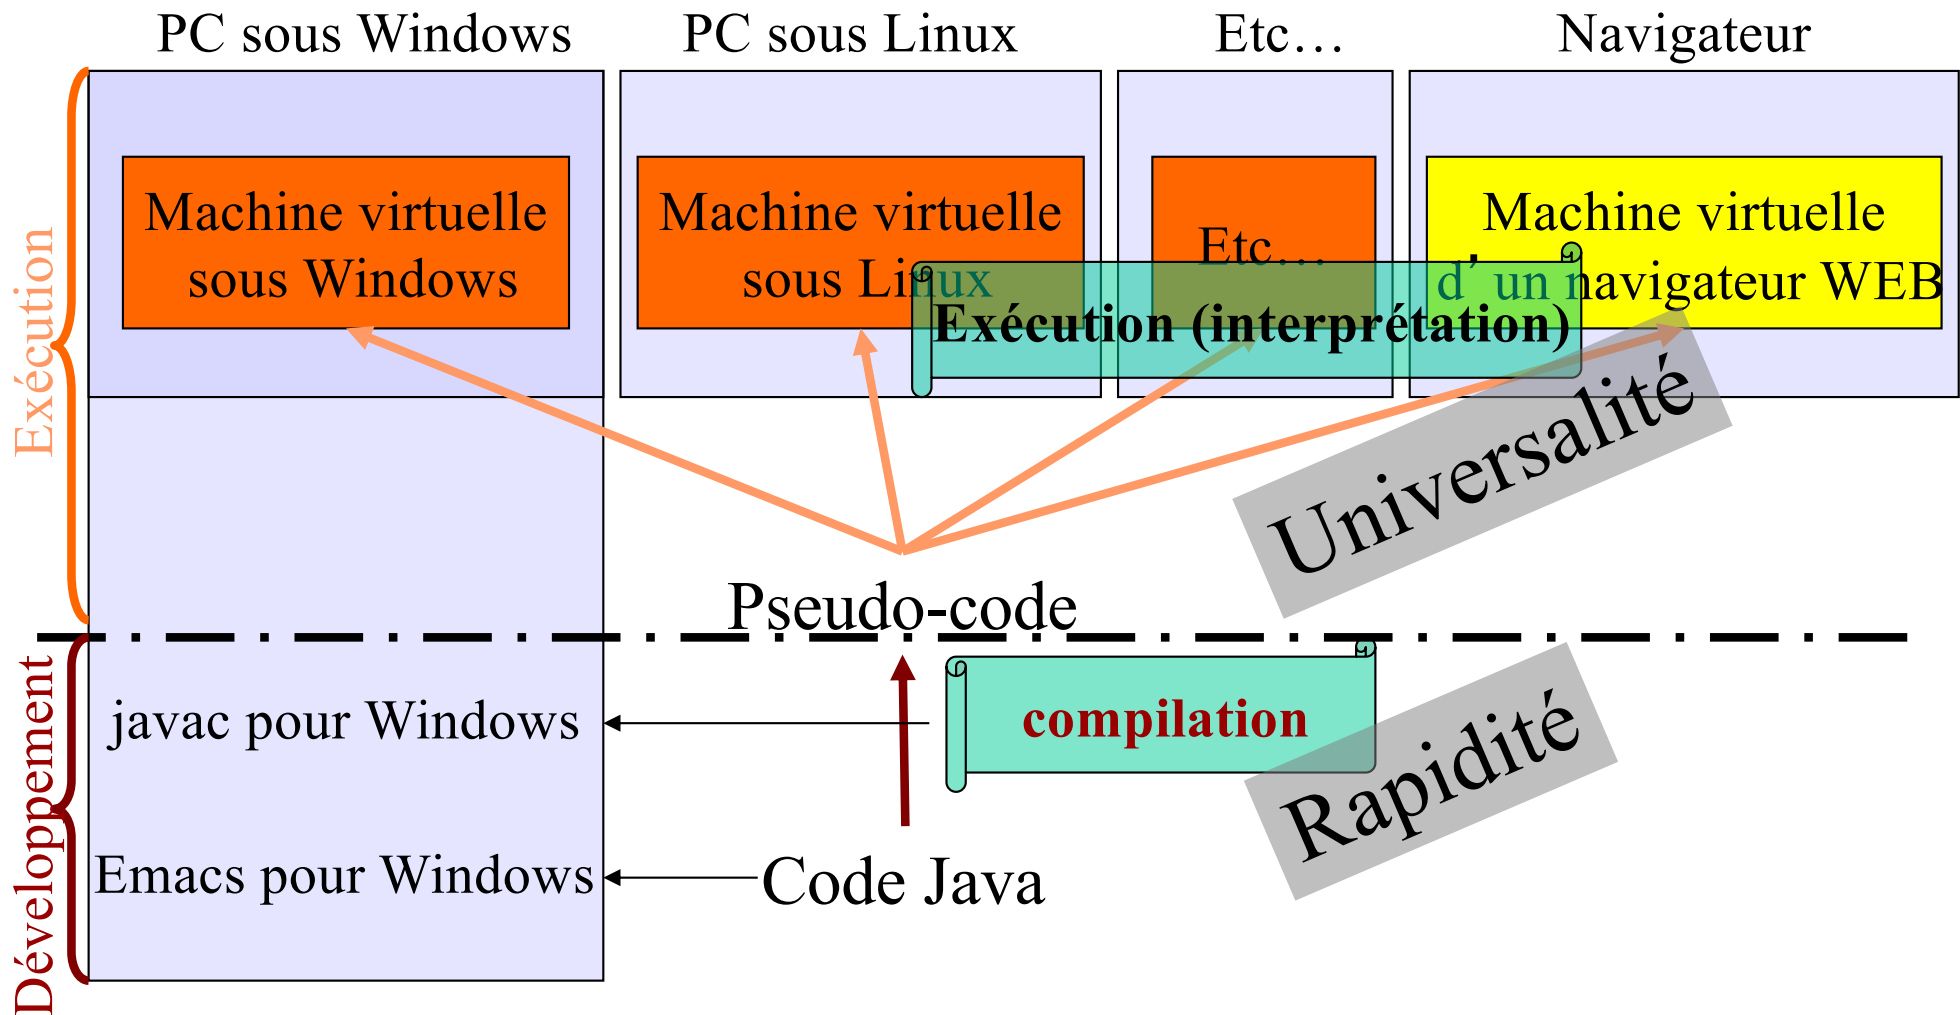 PC sous Windows
PC sous Linux
Etc…
Navigateur
Machine virtuelle
sous Windows
Machine virtuelle
sous Linux
Etc…
Machine virtuelle
d’un navigateur WEB
Exécution (interprétation)
Exécution
Universalité
Pseudo-code
Développement
javac pour Windows
compilation
Rapidité
Emacs pour Windows
Code Java